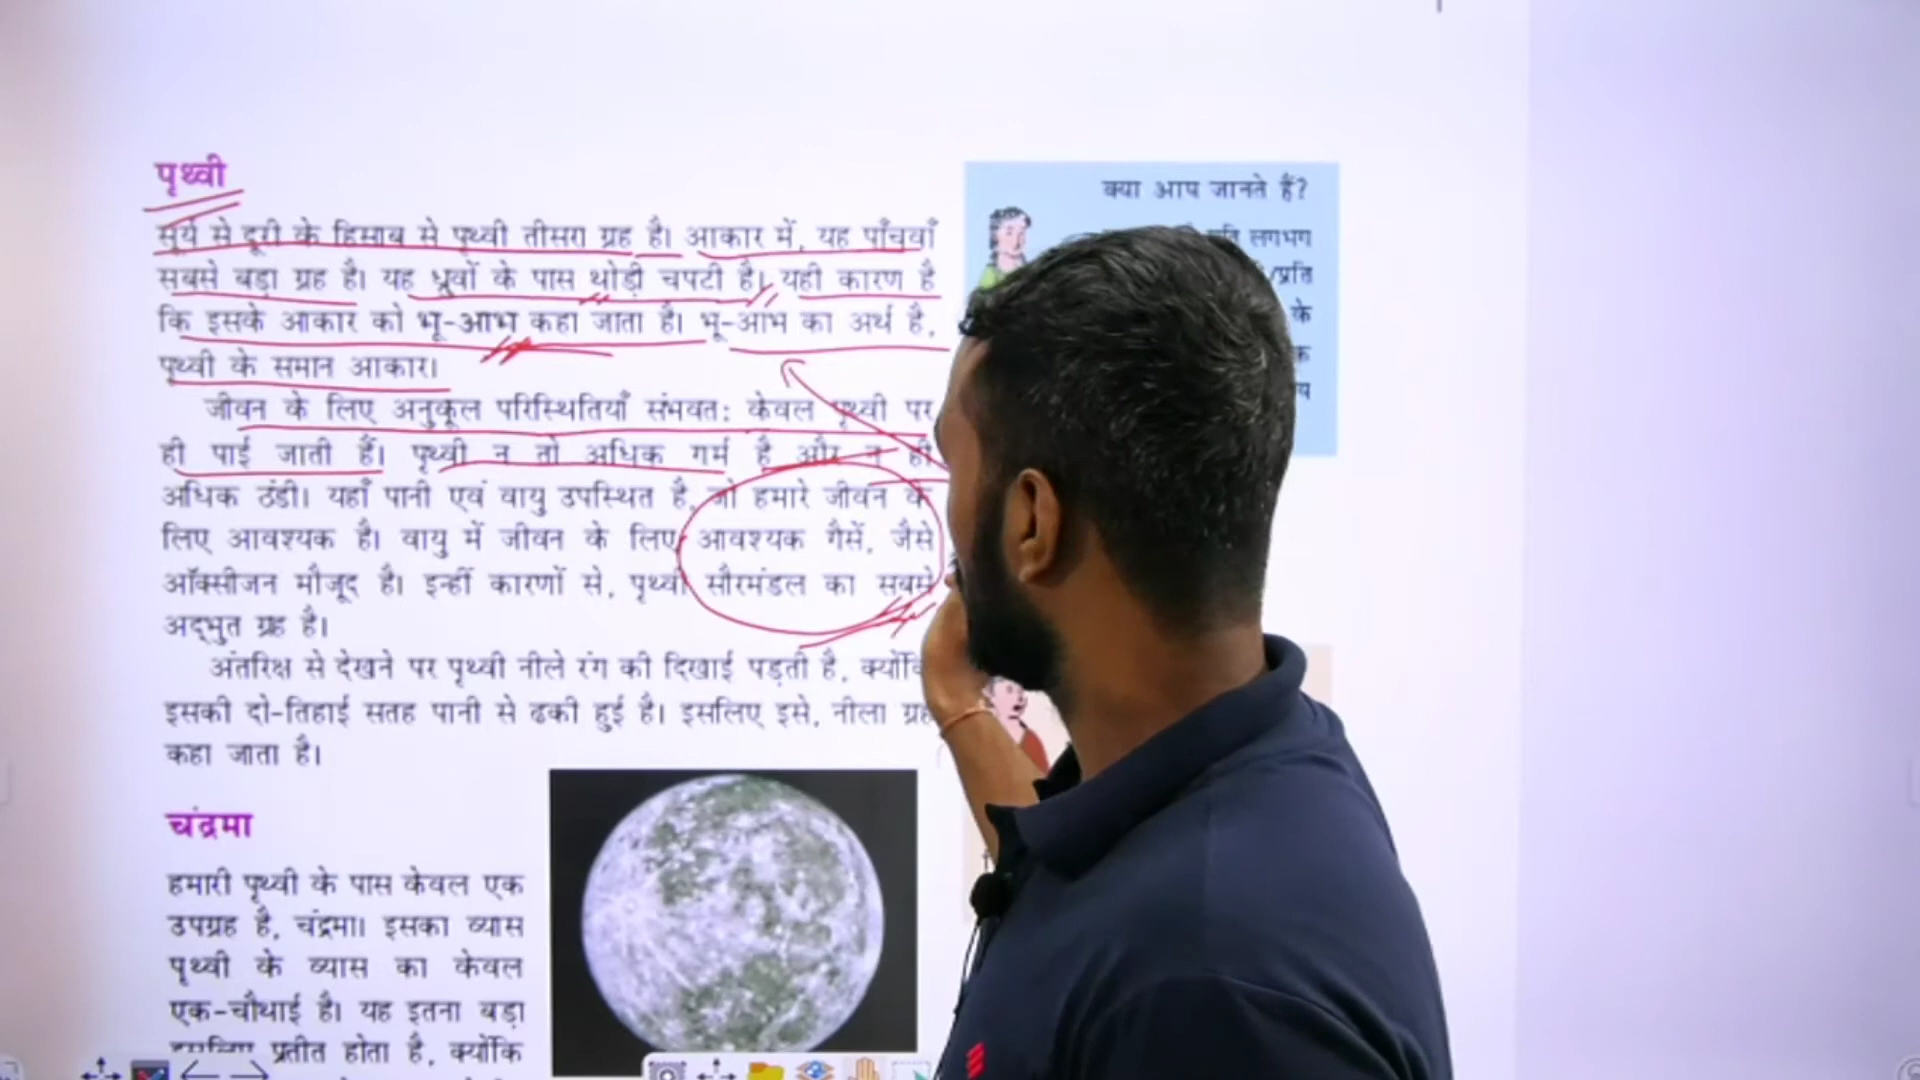 पृथ्वी
सूर्य से दूरी के हिसाब से पृथ्वी तीसरा ग्रह है। आकार में, यह पाँचवाँ
सबसे बड़ा ग्रह है। यह ध्रुवों के पास थोड़ी चपटी है। यही कारण है
कि इसके आकार को भू-आभ कहा जाता है। भू-आभ का अर्थ है,
पृथ्वी के समान आकार।
जीवन के लिए अनुकूल परिस्थितियाँ संभवत: केवल पृथ्वी पर
ही पाई जाती हैं। पृथ्वी न तो अधिक गर्म है और न ही
अधिक ठंडी। यहाँ पानी एवं वायु उपस्थित है, जो हमारे जीवन के
लिए आवश्यक है। वायु में जीवन के लिए आवश्यक गैसें, जैसे
ऑक्सीजन मौजूद है। इन्हीं कारणों से, पृथ्वी सौरमंडल का सबसे
अद्भुत ग्रह है।
अंतरिक्ष से देखने पर पृथ्वी नीले रंग की दिखाई पड़ती है, क्योंकि
इसकी दो-तिहाई सतह पानी से ढकी हुई है। इसलिए इसे, नीला ग्रह
कहा जाता है।
चंद्रमा
हमारी पृथ्वी के पास केवल एक
उपग्रह है, चंद्रमा। इसका व्यास
पृथ्वी के व्यास का केवल
एक-चौथाई है। यह इतना बड़ा
इसलिए प्रतीत होता है, क्योंकि
क्या आप जानते हैं?
लगभग
/प्रति
के